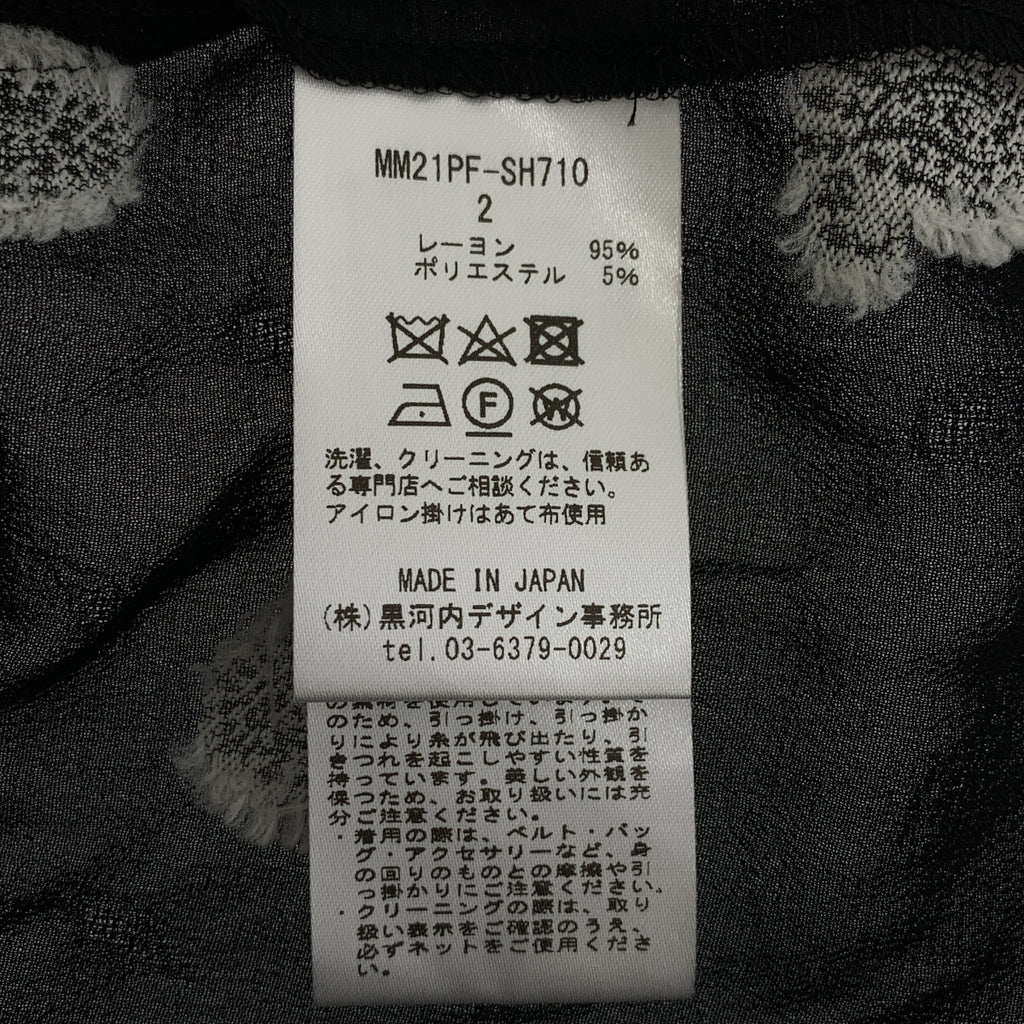 MM21PF-SH710
2
レーヨン 95%
ポリエステル 5%
F
W
洗濯、クリーニングは、信頼あ
る専門店へご相談ください。
アイロン掛けはあて布使用
MADE IN JAPAN
(株)黒河内デザイン事務所
tel.03-6379-0029
のため、引っ掛け、引っ掛か
りにより糸が飛び出たり、引
きつれを起こしやすい性質を
持っています。美しい外観を
保つため、お取り扱いには充
分ご注意ください。
・着用の際は、ベルト・バッ
グ・アクセサリーなど、身
の回りのものとの摩擦や引
っ掛かりにご注意ください。
・クリーニングの際は、取り
扱い表示をご確認のうえ、
必ずネットをご使用くださ
い。